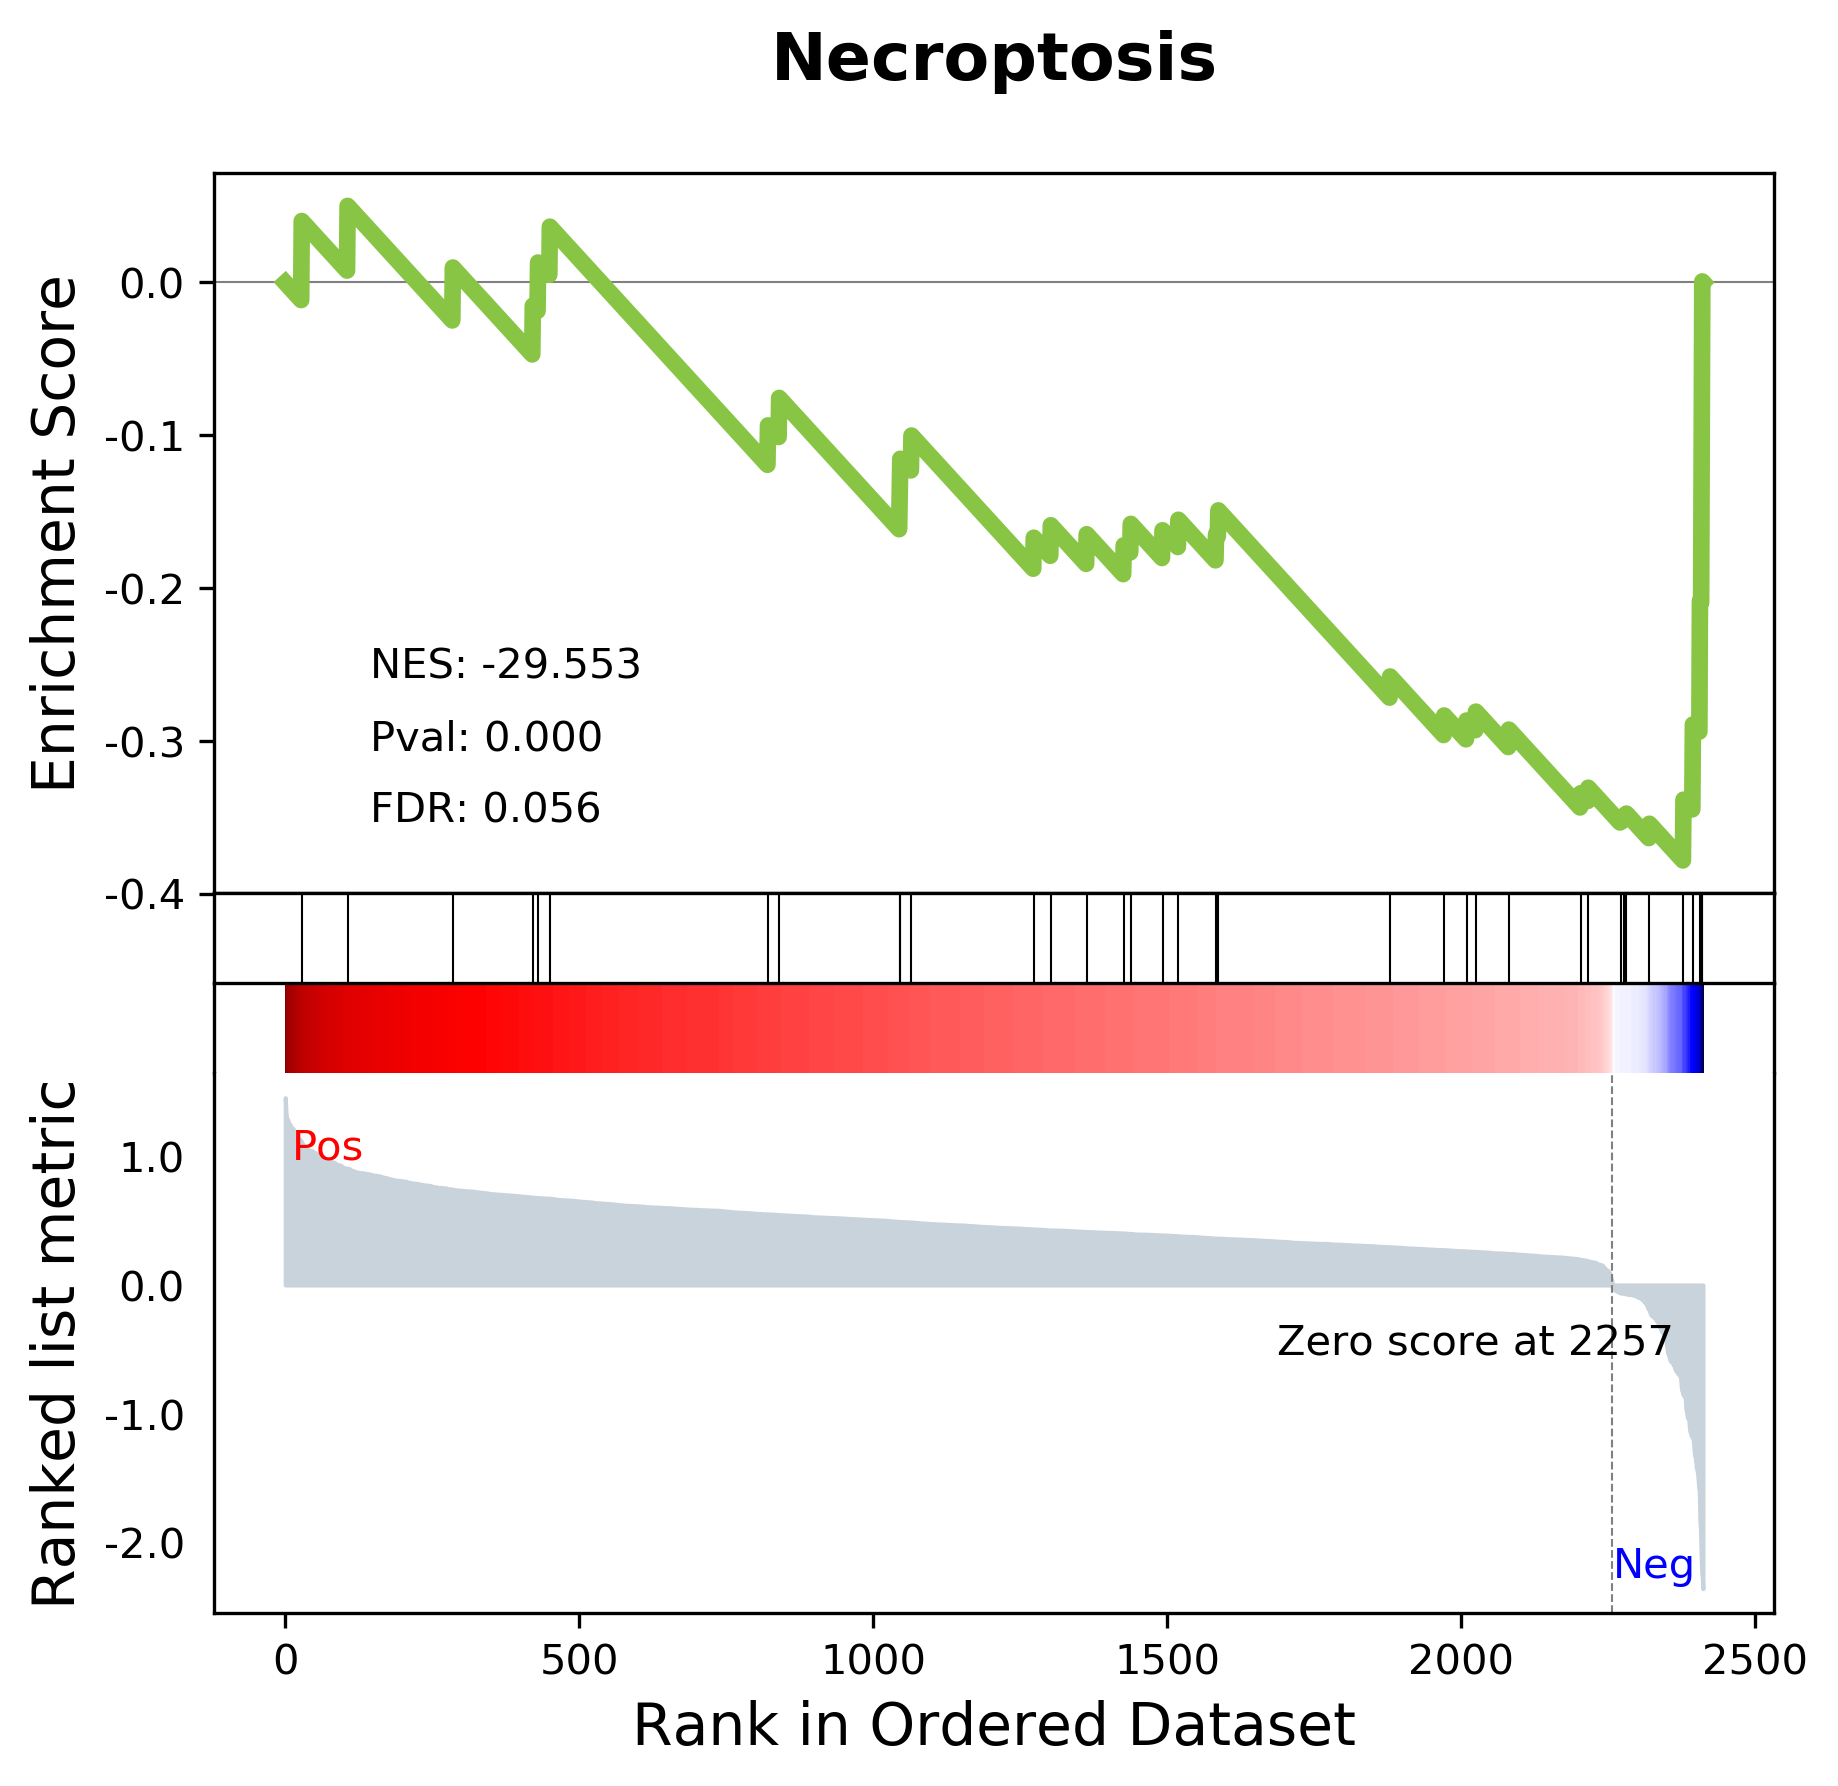 Necroptosis
Enrichment Score
0.0
-0.1
-0.2
-0.3
-0.4
NES: -29.553
Pval: 0.000
FDR: 0.056
Ranked list metric
1.0
0.0
-1.0
-2.0
Pos
Zero score at 2257
Neg
0 500 1000 1500 2000 2500
Rank in Ordered Dataset